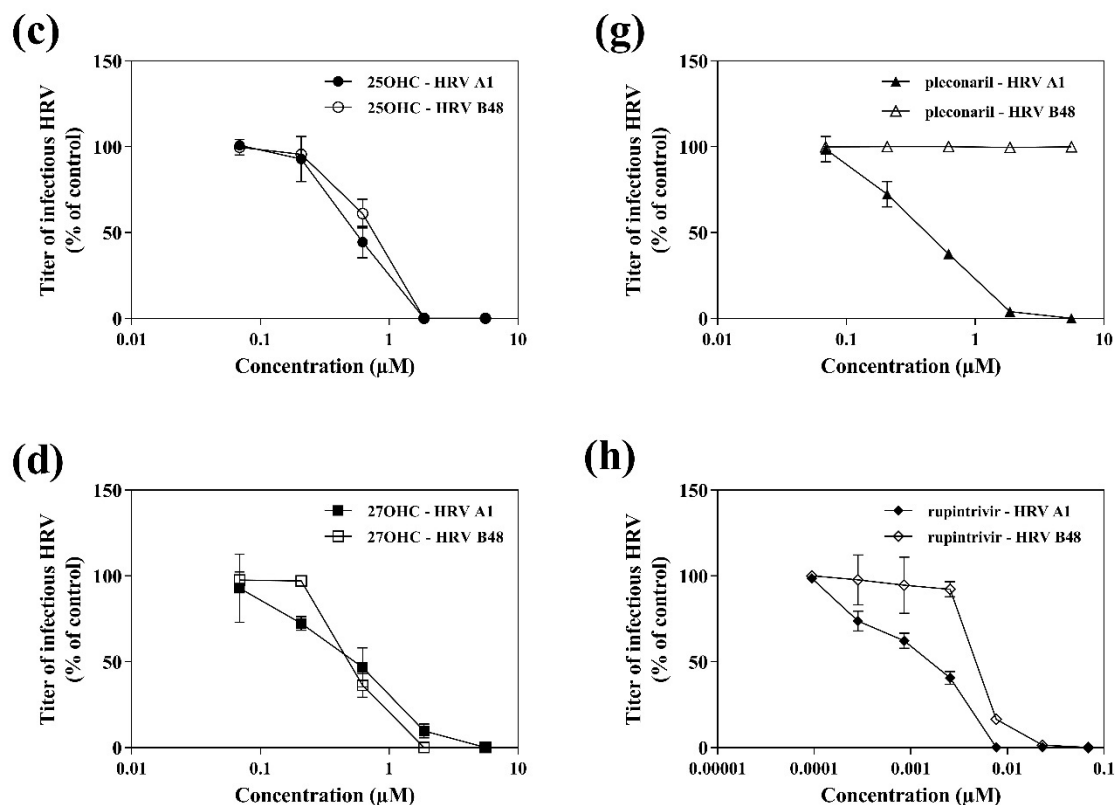 (c)
150
100
50
0
0.01
0.1
1
10
Titer of infectious HRV
(% of control)
Concentration (µM)
25OHC - HRV A1
25OHC - HRV B48
(g)
150
100
50
0
0.01
0.1
1
10
Titer of infectious HRV
(% of control)
Concentration (µM)
pleconaril - HRV A1
pleconaril - HRV B48
(d)
150
100
50
0
0.01
0.1
1
10
Titer of infectious HRV
(% of control)
Concentration (µM)
27OHC - HRV A1
27OHC - HRV B48
(h)
150
100
50
0
0.00001
0.0001
0.001
0.01
0.1
Titer of infectious HRV
(% of control)
Concentration (µM)
rupintrivir - HRV A1
rupintrivir - HRV B48